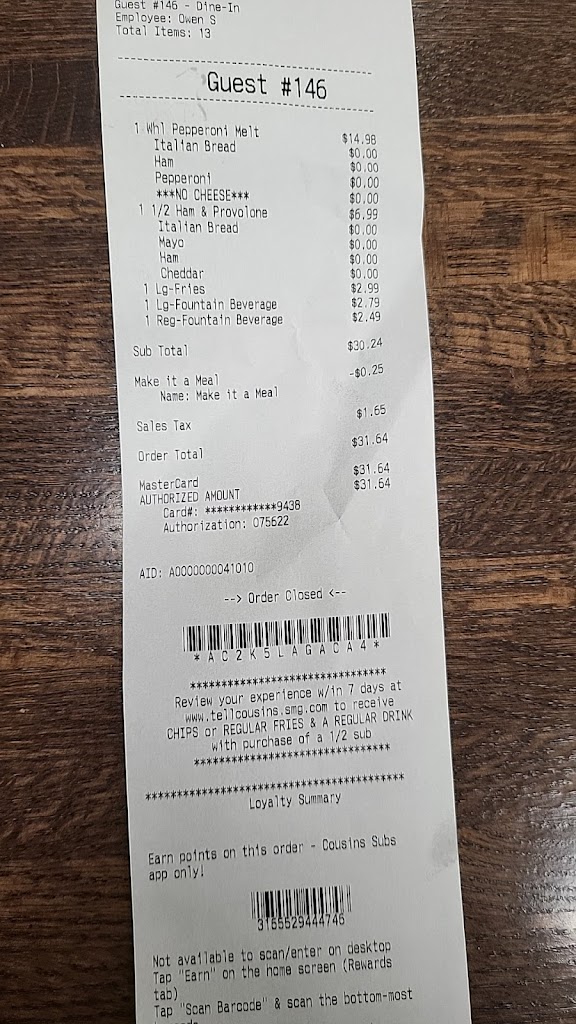 Guest #146 - Dine-In
Employee: Owen S
Total Items: 13
Guest #146
1 Whl Pepperoni Melt $14.98
Italian Bread $0.00
Ham $0.00
Pepperoni $0.00
***NO CHEESE*** $0.00
1 1/2 Ham & Provolone $6.99
Italian Bread $0.00
Mayo $0.00
Ham $0.00
Cheddar $0.00
1 Lg-Fries $2.99
1 Lg-Fountain Beverage $2.79
1 Reg-Fountain Beverage $2.49
Sub Total $30.24
Make it a Meal -$0.25
Name: Make it a Meal
Sales Tax $1.65
Order Total $31.64
MasterCard $31.64
AUTHORIZED AMOUNT $31.64
Card#: ************9438
Authorization: 075622
AID: A0000000041010
--> Order Closed <--
*AC2K5LAGACA4*
********************************
Review your experience w/in 7 days at
www.tellcousins.smg.com to receive
CHIPS or REGULAR FRIES & A REGULAR DRINK
with purchase of a 1/2 sub
********************************
******************************************
Loyalty Summary
Earn points on this order - Cousins Subs
app only!
3165529444746
Not available to scan/enter on desktop
Tap "Earn" on the home screen (Rewards
tab)
Tap "Scan Barcode" & scan the bottom-most